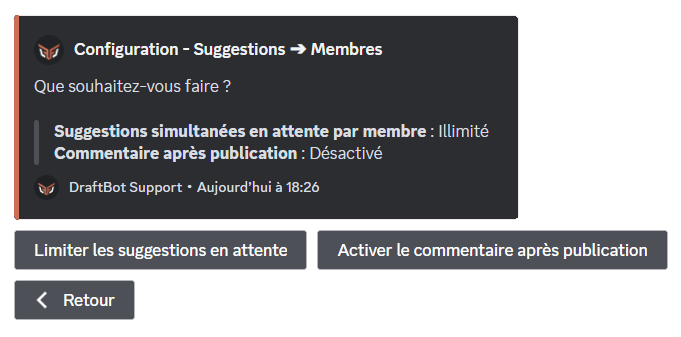 Configuration - Suggestions ➔ Membres
Que souhaitez-vous faire ?
Suggestions simultanées en attente par membre : Illimité
Commentaire après publication : Désactivé
DraftBot Support • Aujourd'hui à 18:26
Limiter les suggestions en attente
Activer le commentaire après publication
Retour